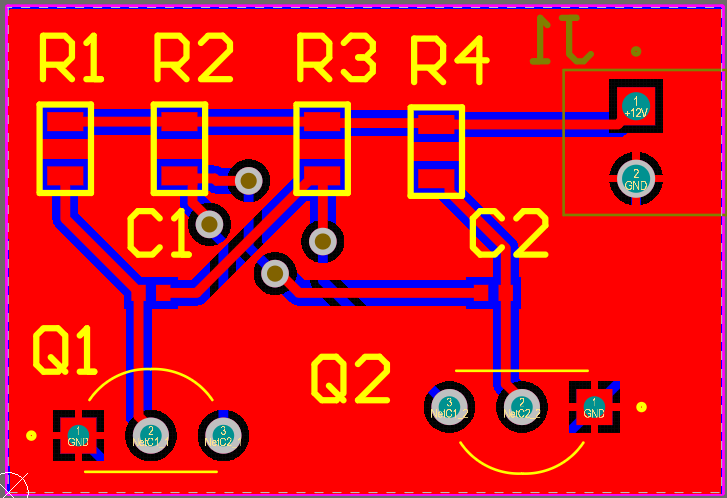 R1 R2 R3 R4 J1
1
+12V
2
GND
C1 C2
Q1
Q2
3
NetC1_2
2
NetC2_2
1
GND
1
GND
2
NetC1_1
3
NetC2_1